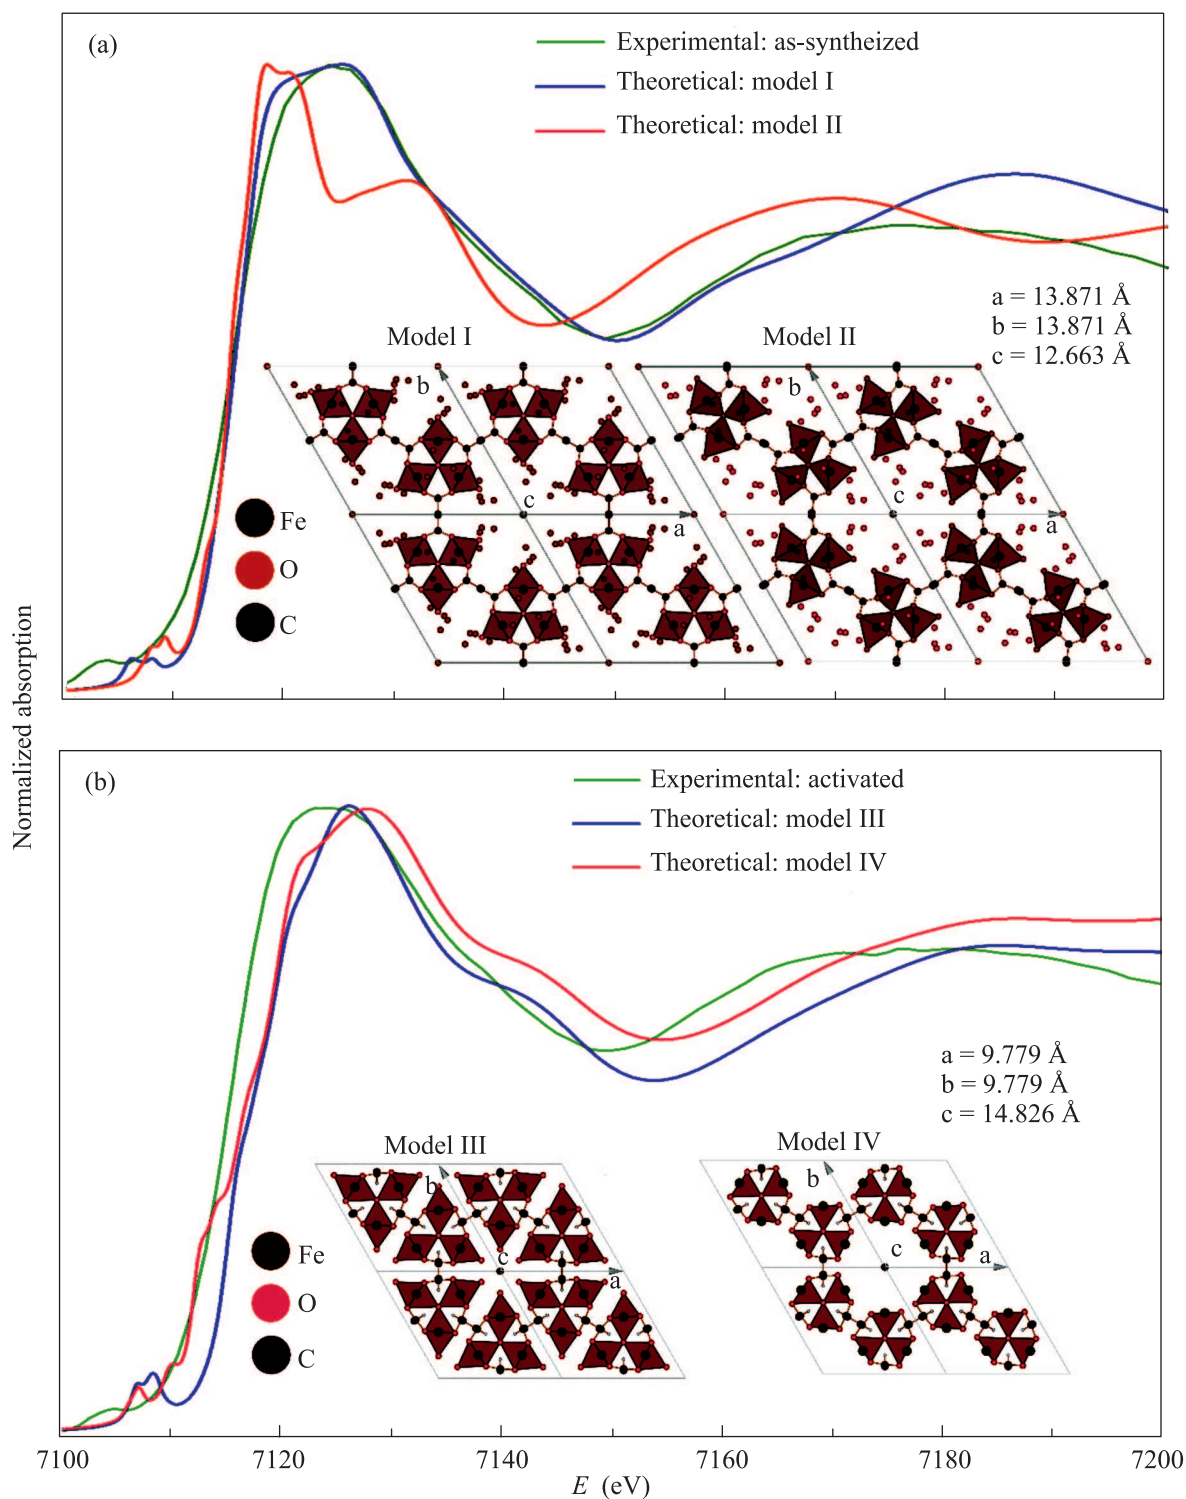 (a)
Experimental: as-syntheized
Theoretical: model I
Theoretical: model II
a = 13.871 Å
b = 13.871 Å
c = 12.663 Å
Model I
Model II
b
b
c
c
a
a
Fe
O
C
Normalized absorption
(b)
Experimental: activated
Theoretical: model III
Theoretical: model IV
a = 9.779 Å
b = 9.779 Å
c = 14.826 Å
Model III
Model IV
b
b
c
c
a
a
Fe
O
C
7100 7120 7140 7160 7180 7200
E (eV)